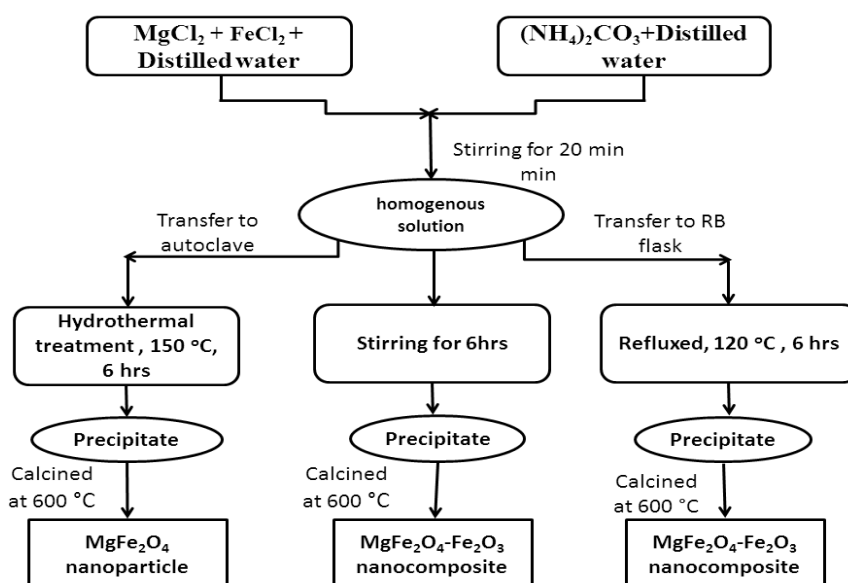 MgCl₂ + FeCl₂ +
Distilled water
(NH₄)₂CO₃+Distilled
water
Stirring for 20 min
min
homogenous
solution
Transfer to
autoclave
Transfer to RB
flask
Hydrothermal
treatment , 150 °C,
6 hrs
Stirring for 6hrs
Refluxed, 120 °C , 6 hrs
Precipitate
Precipitate
Precipitate
Calcined
at 600 °C
Calcined
at 600 °C
Calcined
at 600 °C
MgFe₂O₄
nanoparticle
MgFe₂O₄-Fe₂O₃
nanocomposite
MgFe₂O₄-Fe₂O₃
nanocomposite